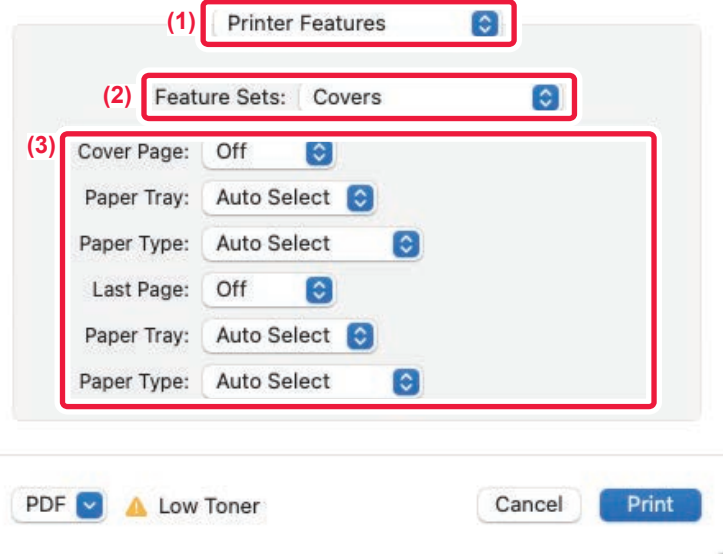 (1) Printer Features
(2) Feature Sets: Covers
(3) Cover Page: Off
Paper Tray: Auto Select
Paper Type: Auto Select
Last Page: Off
Paper Tray: Auto Select
Paper Type: Auto Select
PDF Low Toner Cancel Print